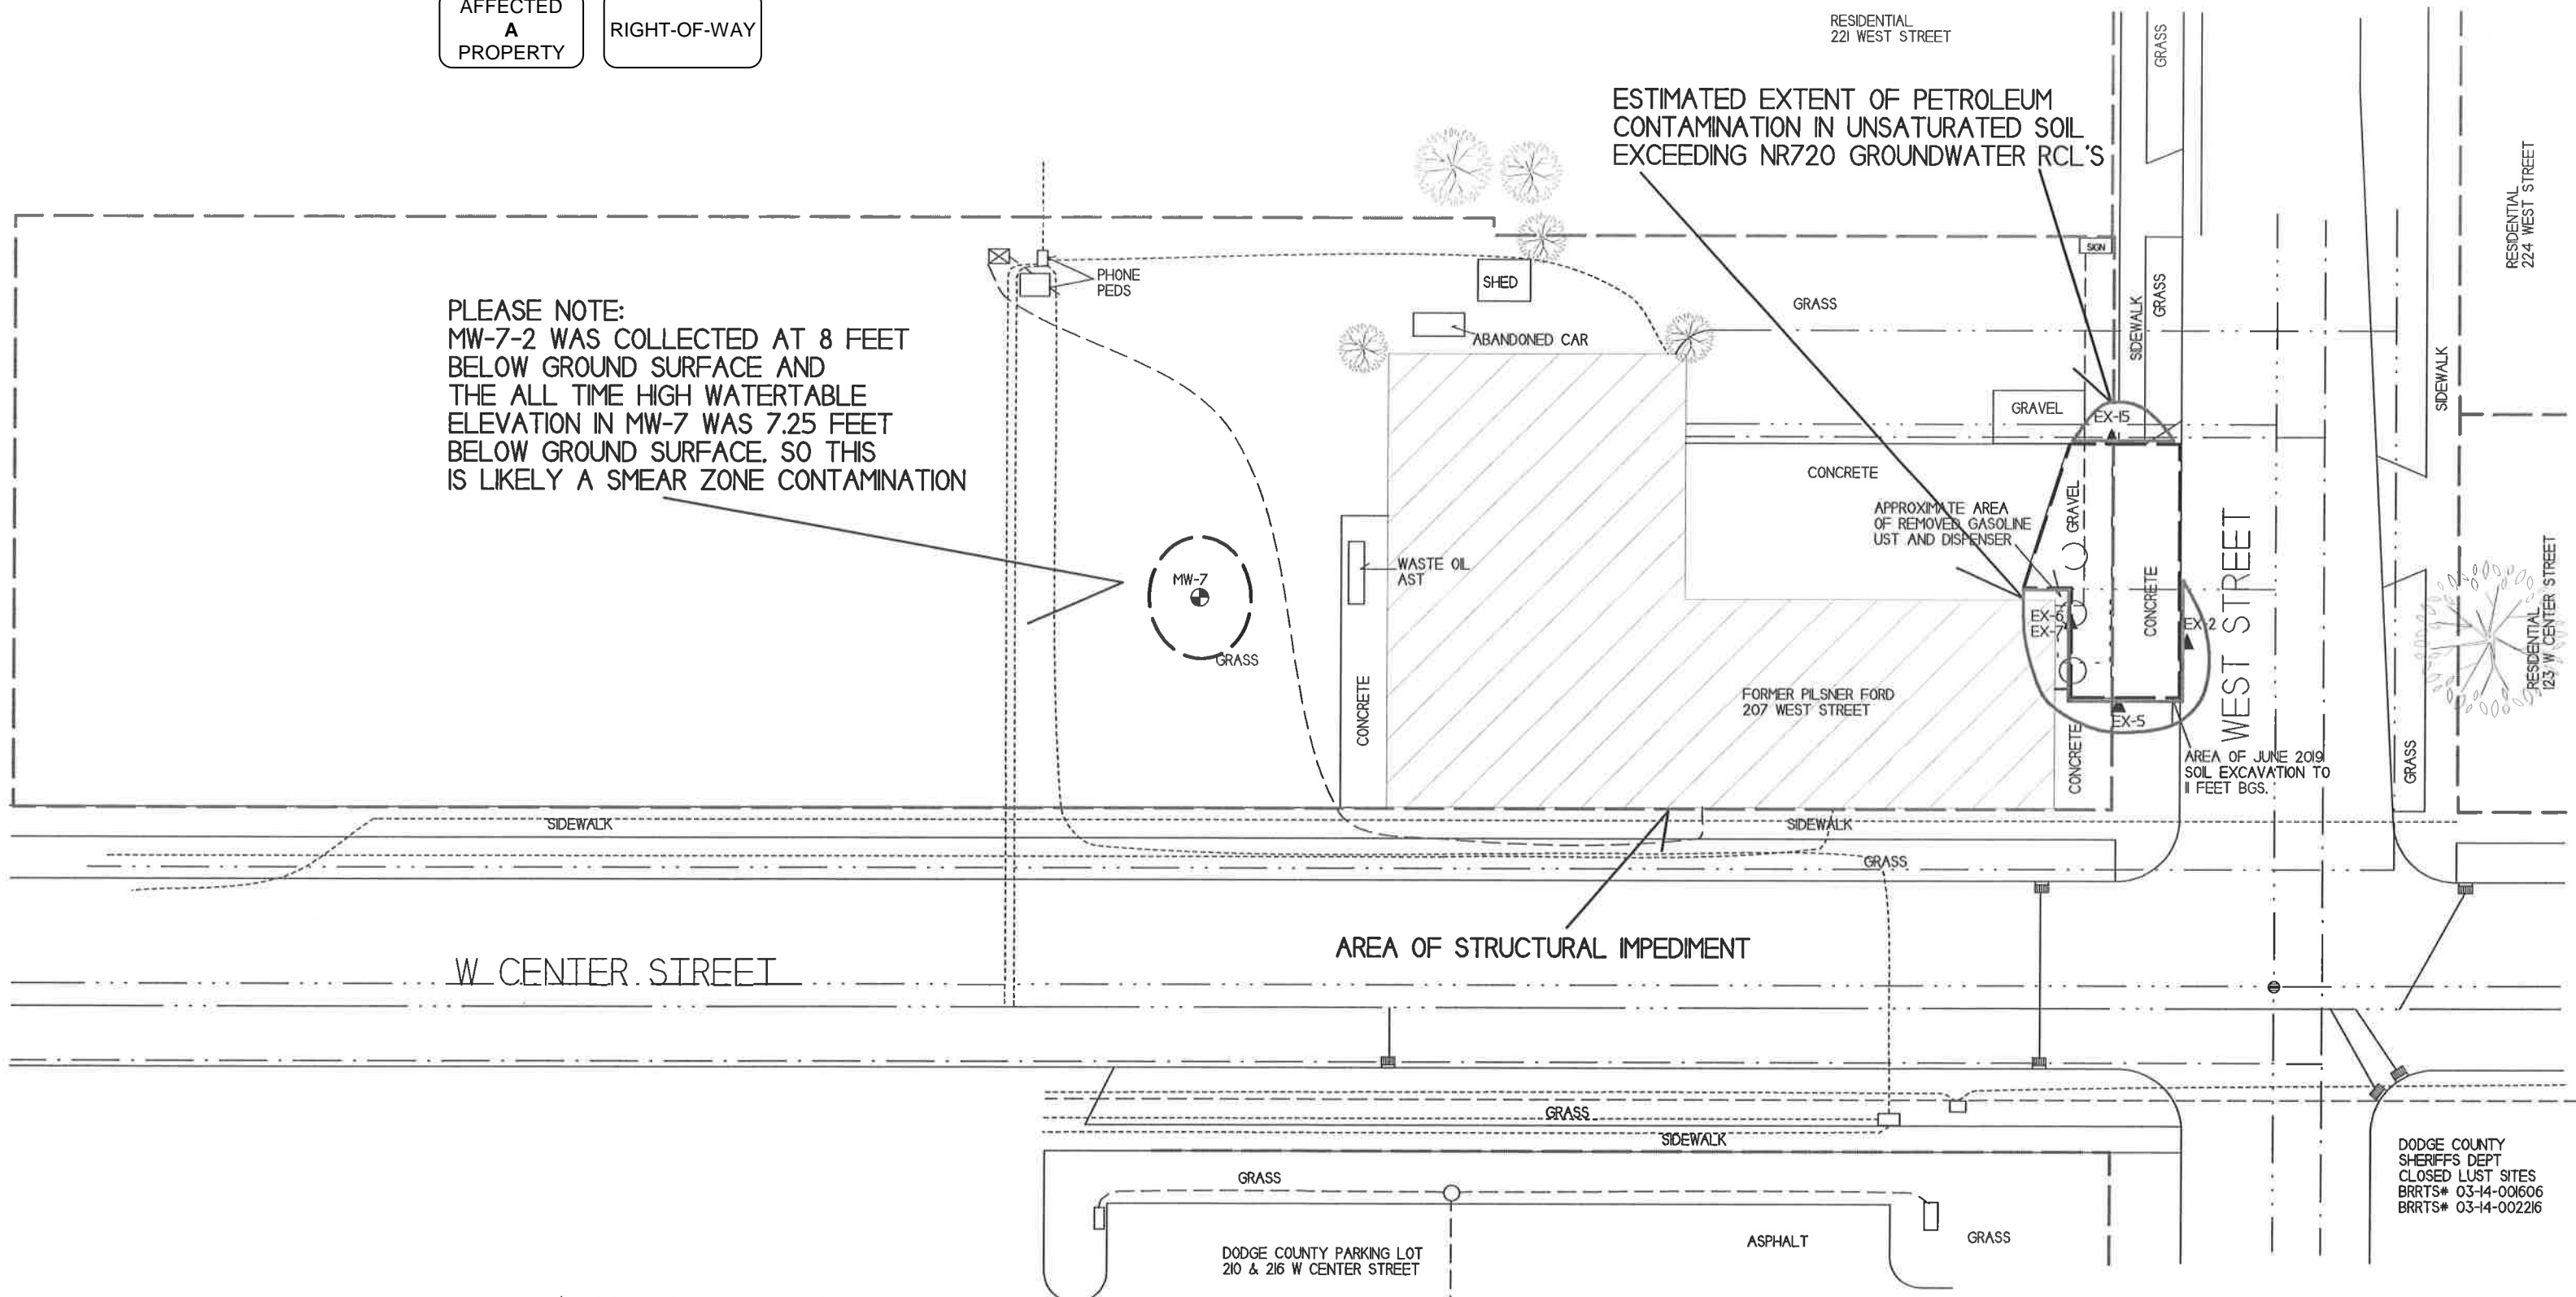 AFFECTED
A
PROPERTY
RIGHT-OF-WAY
RESIDENTIAL
221 WEST STREET
GRASS
ESTIMATED EXTENT OF PETROLEUM
CONTAMINATION IN UNSATURATED SOIL
EXCEEDING NR720 GROUNDWATER RCL'S
RESIDENTIAL
224 WEST STREET
SIGN
PHONE
PEDS
SHED
GRASS
SIDEWALK
GRASS
PLEASE NOTE:
MW-7-2 WAS COLLECTED AT 8 FEET
BELOW GROUND SURFACE AND
THE ALL TIME HIGH WATERTABLE
ELEVATION IN MW-7 WAS 7.25 FEET
BELOW GROUND SURFACE. SO THIS
IS LIKELY A SMEAR ZONE CONTAMINATION
ABANDONED CAR
SIDEWALK
GRAVEL
EX-15
CONCRETE
GRAVEL
APPROXIMATE AREA
OF REMOVED GASOLINE
UST AND DISPENSER
WASTE OIL
AST
MW-7
GRASS
CONCRETE
EX-6
EX-7
EX-2
WEST STREET
RESIDENTIAL
123 W CENTER STREET
CONCRETE
FORMER PILSNER FORD
207 WEST STREET
EX-5
CONCRETE
AREA OF JUNE 2019
SOIL EXCAVATION TO
11 FEET BGS.
GRASS
SIDEWALK
SIDEWALK
GRASS
AREA OF STRUCTURAL IMPEDIMENT
W CENTER STREET
GRASS
SIDEWALK
GRASS
DODGE COUNTY PARKING LOT
210 & 216 W CENTER STREET
ASPHALT
GRASS
DODGE COUNTY
SHERIFFS DEPT
CLOSED LUST SITES
BRRTS# 03-14-001606
BRRTS# 03-14-002216